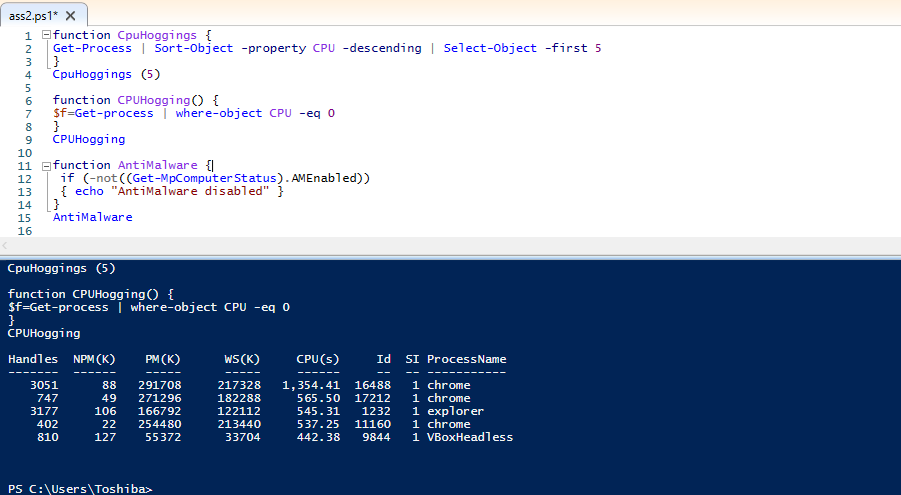 ass2.ps1*
1 function CpuHoggings {
2 Get-Process | Sort-Object -property CPU -descending | Select-Object -first 5
3 }
4 CpuHoggings (5)
5
6 function CPUHogging() {
7 $f=Get-process | where-object CPU -eq 0
8 }
9 CPUHogging
10
11 function AntiMalware {
12 if (-not((Get-MpComputerStatus).AMEnabled))
13 { echo "AntiMalware disabled" }
14 }
15 AntiMalware
16
CpuHoggings (5)
function CPUHogging() {
$f=Get-process | where-object CPU -eq 0
}
CPUHogging
Handles NPM(K) PM(K) WS(K) CPU(s) Id SI ProcessName
------- ------ ----- ----- ------ -- -- -----------
3051 88 291708 217328 1,354.41 16488 1 chrome
747 49 271296 182288 565.50 17212 1 chrome
3177 106 166792 122112 545.31 1232 1 explorer
402 22 254480 213440 537.25 11160 1 chrome
810 127 55372 33704 442.38 9844 1 VBoxHeadless
PS C:\Users\Toshiba>